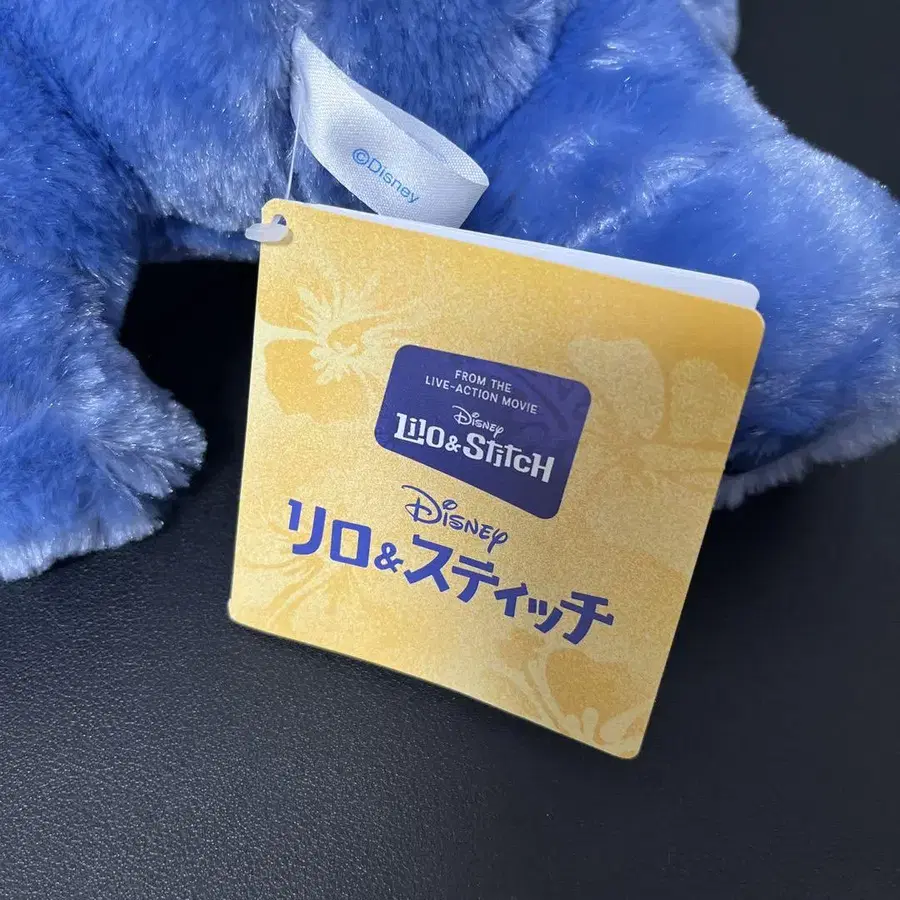 ©Disney
FROM THE
LIVE-ACTION MOVIE
Disney
LilO & StitcH
Disney
リロ&スティッチ